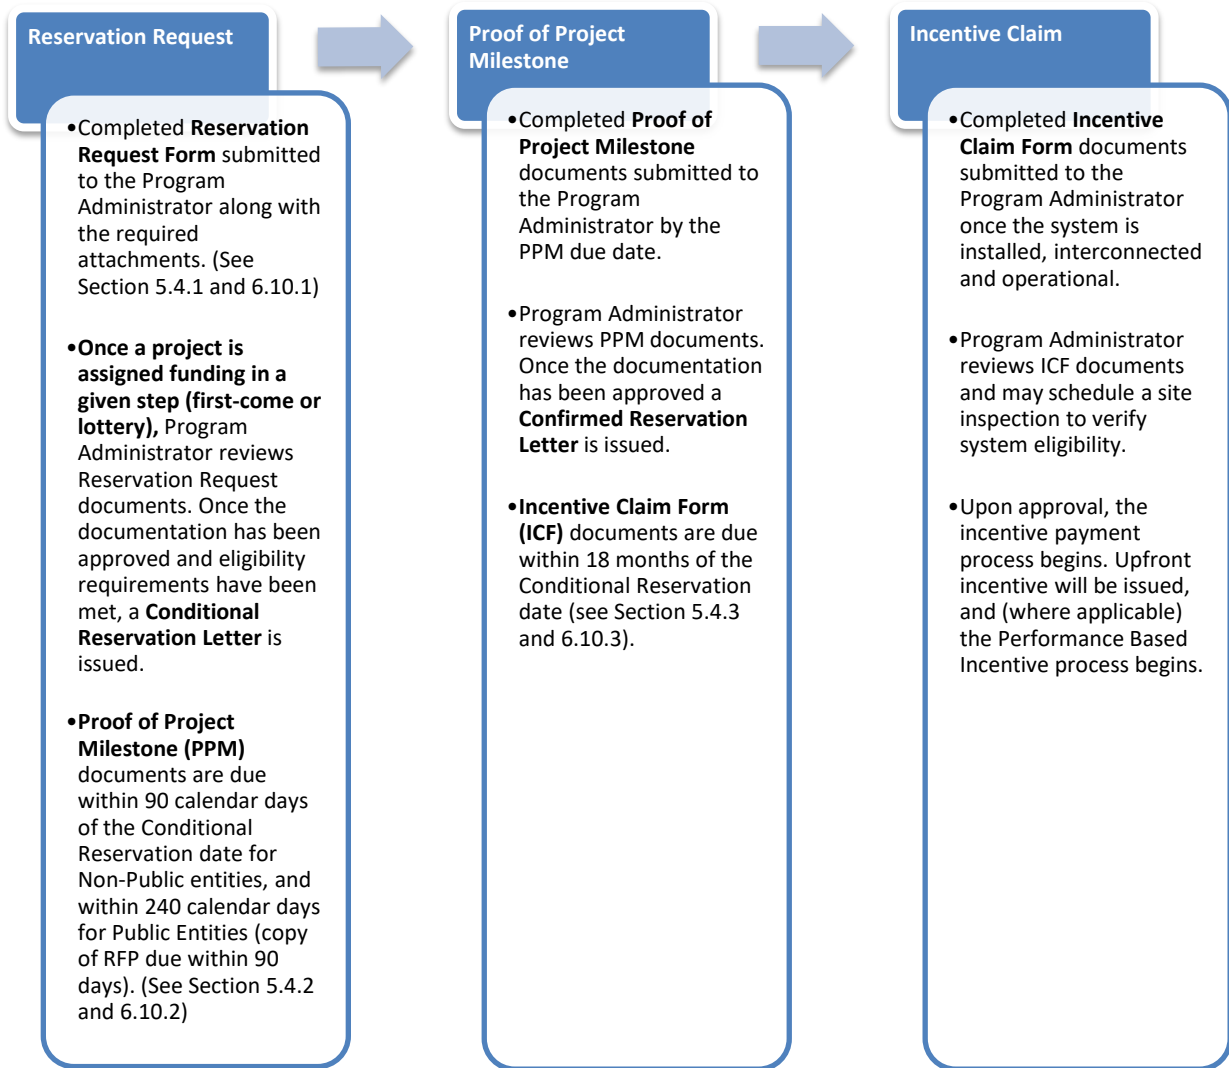 Reservation Request
•Completed Reservation
Request Form submitted
to the Program
Administrator along with
the required
attachments. (See
Section 5.4.1 and 6.10.1)
•Once a project is
assigned funding in a
given step (first-come or
lottery), Program
Administrator reviews
Reservation Request
documents. Once the
documentation has been
approved and eligibility
requirements have been
met, a Conditional
Reservation Letter is
issued.
•Proof of Project
Milestone (PPM)
documents are due
within 90 calendar days
of the Conditional
Reservation date for
Non-Public entities, and
within 240 calendar days
for Public Entities (copy
of RFP due within 90
days). (See Section 5.4.2
and 6.10.2)
Proof of Project
Milestone
•Completed Proof of
Project Milestone
documents submitted to
the Program
Administrator by the
PPM due date.
•Program Administrator
reviews PPM documents.
Once the documentation
has been approved a
Confirmed Reservation
Letter is issued.
•Incentive Claim Form
(ICF) documents are due
within 18 months of the
Conditional Reservation
date (see Section 5.4.3
and 6.10.3).
Incentive Claim
•Completed Incentive
Claim Form documents
submitted to the
Program Administrator
once the system is
installed, interconnected
and operational.
•Program Administrator
reviews ICF documents
and may schedule a site
inspection to verify
system eligibility.
•Upon approval, the
incentive payment
process begins. Upfront
incentive will be issued,
and (where applicable)
the Performance Based
Incentive process begins.